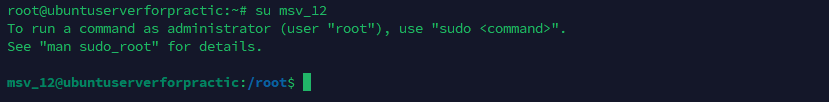 root@ubuntuserverforpractic:~# su msv_12
To run a command as administrator (user "root"), use "sudo <command>".
See "man sudo_root" for details.
msv_12@ubuntuserverforpractic:/root$